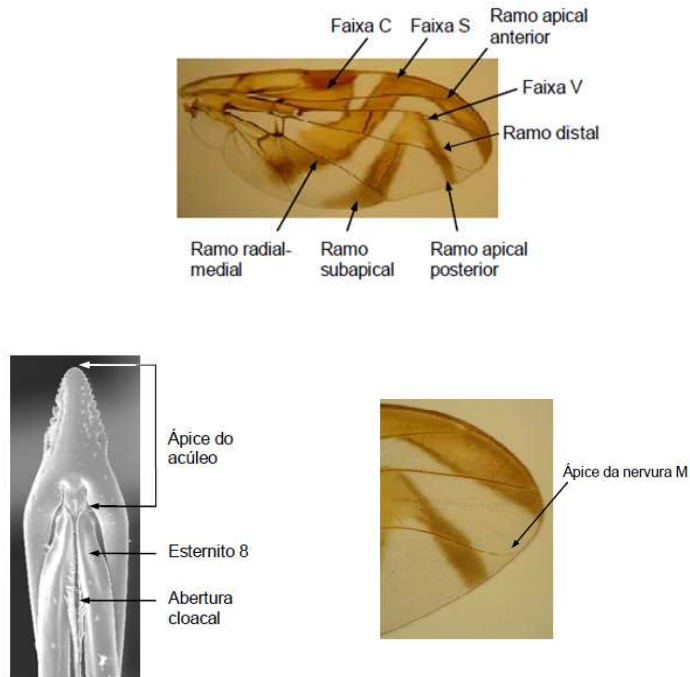 Faixa C
Faixa S
Ramo apical
anterior
Faixa V
Ramo distal
Ramo radial-
medial
Ramo
subapical
Ramo apical
posterior
Ápice do
acúleo
Esternito 8
Abertura
cloacal
Ápice da nervura M